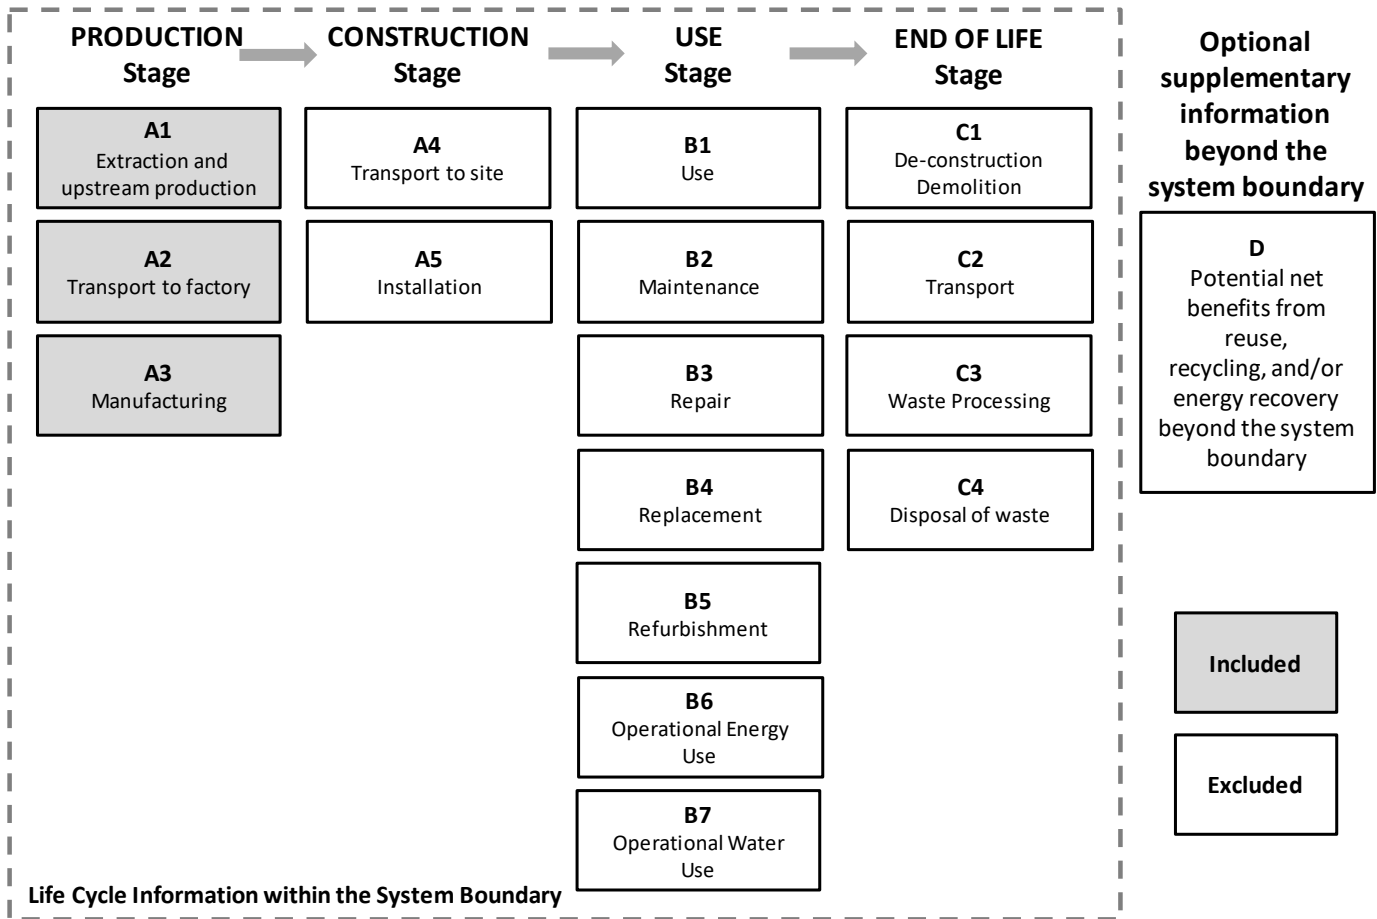 PRODUCTION
Stage
CONSTRUCTION
Stage
USE
Stage
END OF LIFE
Stage
A1
Extraction and
upstream production
A2
Transport to factory
A3
Manufacturing
A4
Transport to site
A5
Installation
B1
Use
B2
Maintenance
B3
Repair
B4
Replacement
B5
Refurbishment
B6
Operational Energy
Use
B7
Operational Water
Use
C1
De-construction
Demolition
C2
Transport
C3
Waste Processing
C4
Disposal of waste
Life Cycle Information within the System Boundary
Optional
supplementary
information
beyond the
system boundary
D
Potential net
benefits from
reuse,
recycling, and/or
energy recovery
beyond the system
boundary
Included
Excluded